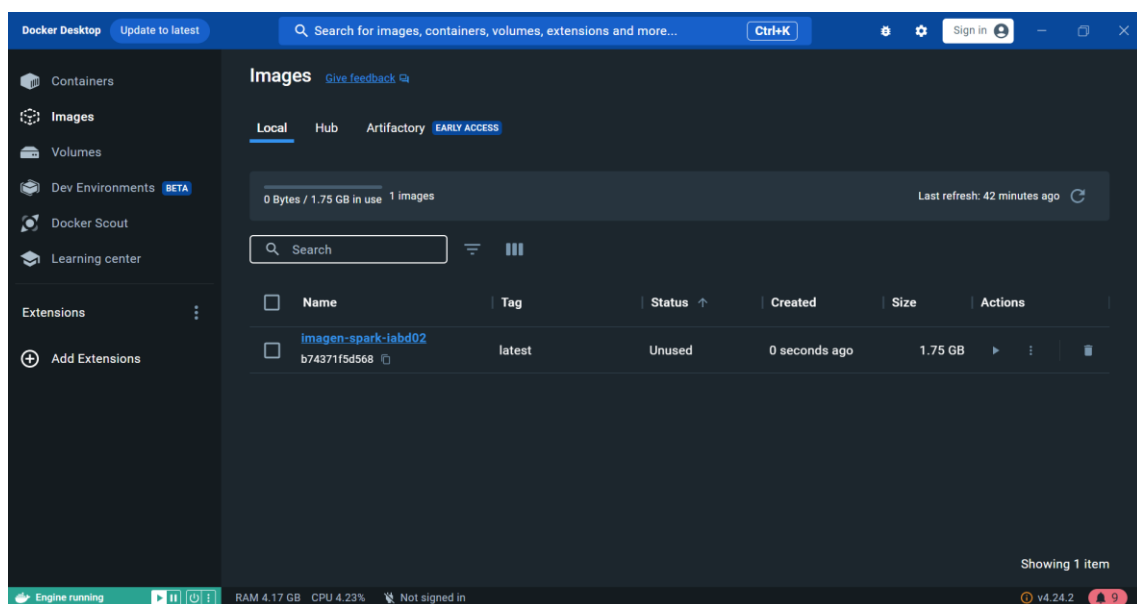 Docker Desktop Update to latest Search for images, containers, volumes, extensions and more... Ctrl+K Sign in
Containers
Images
Volumes
Dev Environments BETA
Docker Scout
Learning center
Extensions
Add Extensions
Images Give feedback
Local Hub Artifactory EARLY ACCESS
0 Bytes / 1.75 GB in use 1 images Last refresh: 42 minutes ago
Search
Name Tag Status Created Size Actions
imagen-spark-iabd02
b74371f5d568
latest Unused 0 seconds ago 1.75 GB
Showing 1 item
Engine running RAM 4.17 GB CPU 4.23% Not signed in v4.24.2 9